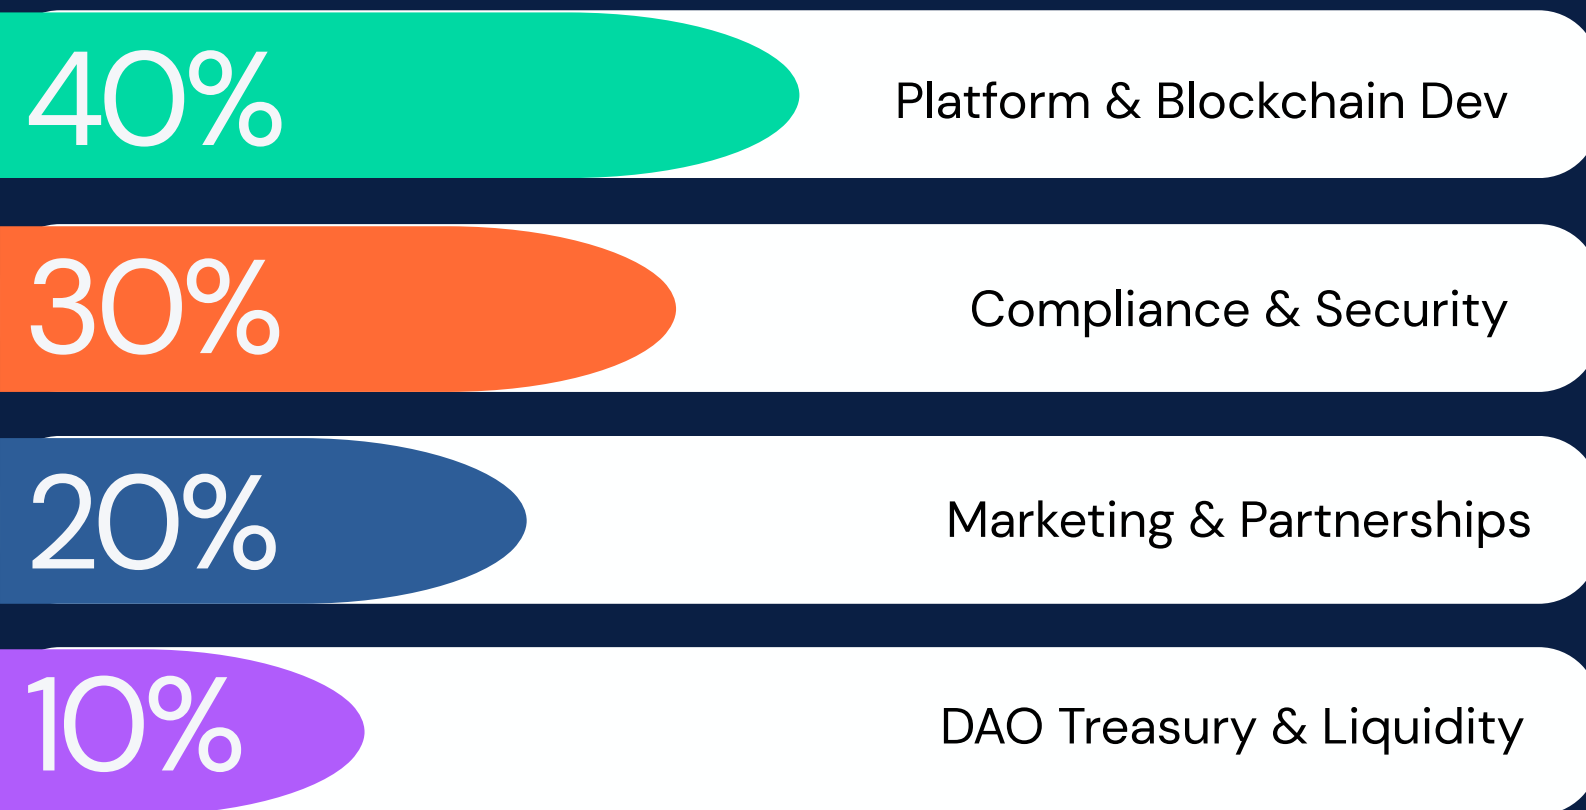 40% Platform & Blockchain Dev
30% Compliance & Security
20% Marketing & Partnerships
10% DAO Treasury & Liquidity